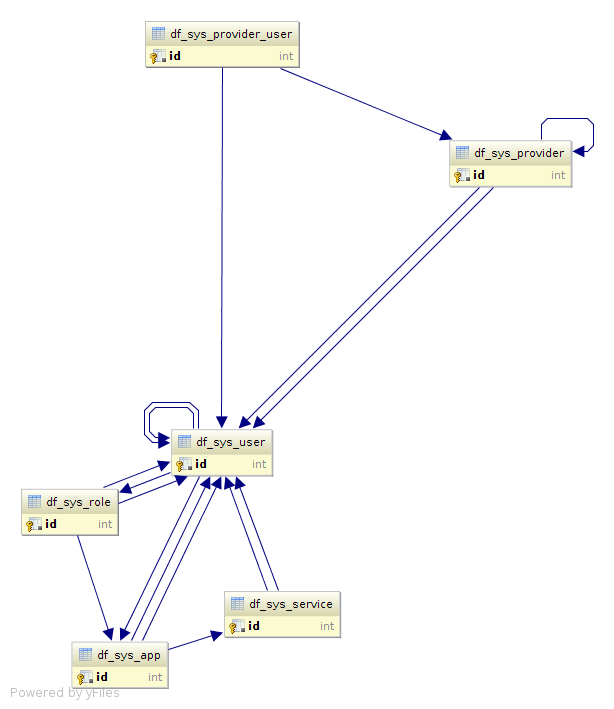 df_sys_provider_user
id int
df_sys_provider
id int
df_sys_user
id int
df_sys_role
id int
df_sys_service
id int
df_sys_app
id int
Powered by yFiles